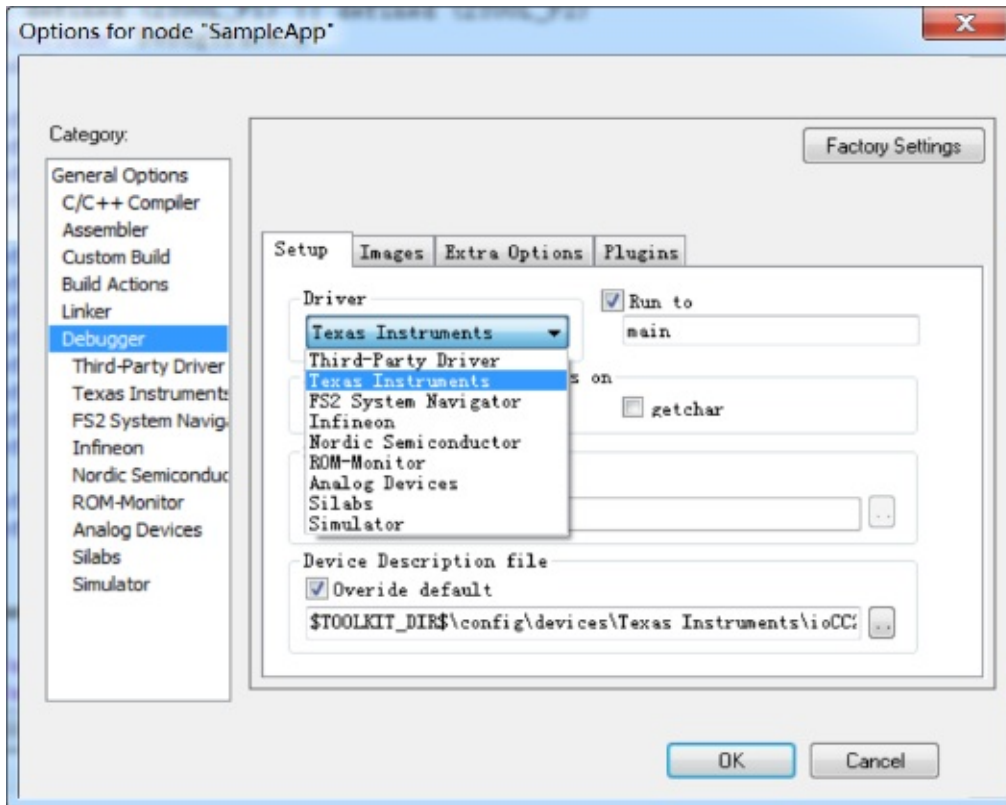 Options for node "SampleApp"
Category:
Factory Settings
General Options
C/C++ Compiler
Assembler
Custom Build
Build Actions
Linker
Debugger
Third-Party Driver
Texas Instruments
FS2 System Navig
Infineon
Nordic Semiconduc
ROM-Monitor
Analog Devices
Silabs
Simulator
Setup Images Extra Options Plugins
Driver
Run to
Texas Instruments
main
Third-Party Driver
Texas Instruments
s on
FS2 System Navigator
getchar
Infineon
Nordic Semiconductor
ROM-Monitor
Analog Devices
Silabs
..
Simulator
Device Description file
Override default
$TOOLKIT_DIR$\config\devices\Texas Instruments\ioCC
..
OK Cancel